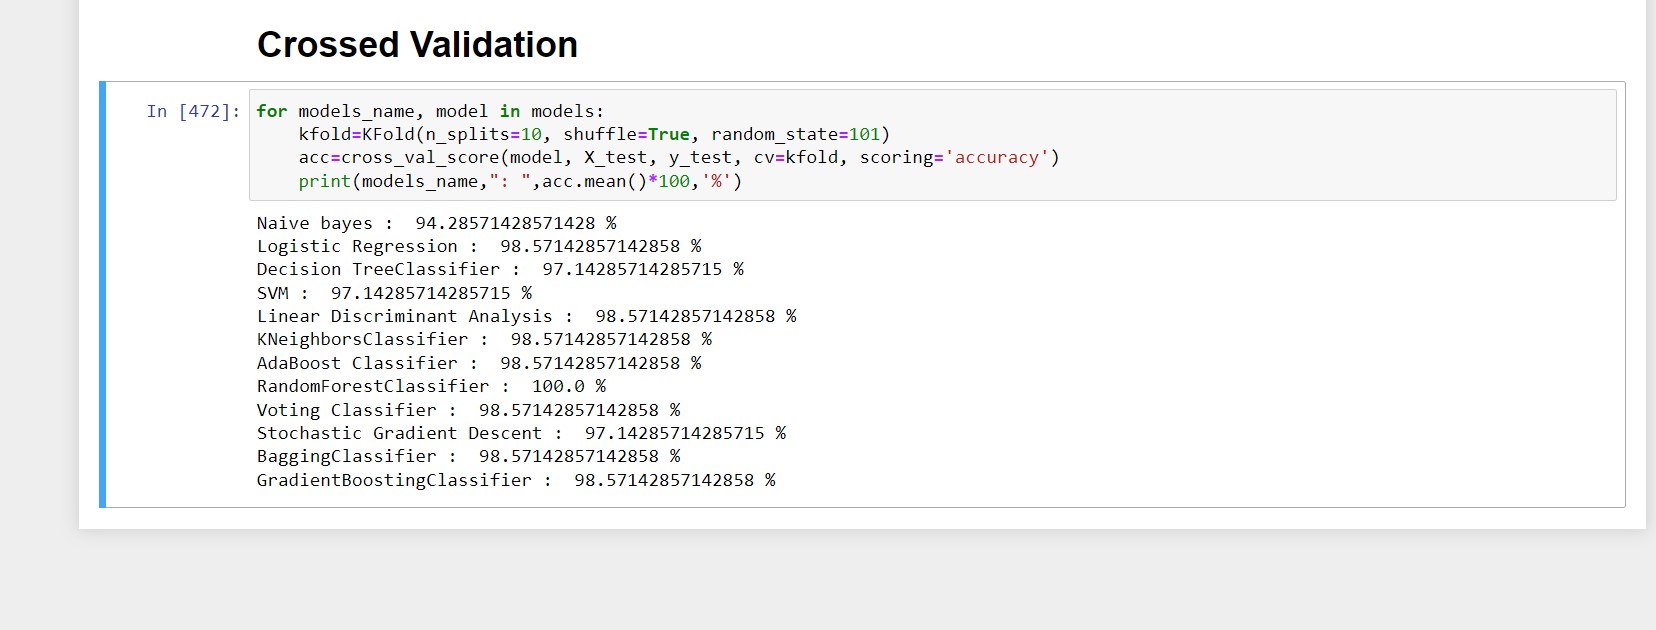 Crossed Validation
In [472]: for models_name, model in models:
    kfold=KFold(n_splits=10, shuffle=True, random_state=101)
    acc=cross_val_score(model, X_test, y_test, cv=kfold, scoring='accuracy')
    print(models_name,": ",acc.mean()*100,'%')
Naive bayes :  94.28571428571428 %
Logistic Regression :  98.57142857142858 %
Decision TreeClassifier :  97.14285714285715 %
SVM :  97.14285714285715 %
Linear Discriminant Analysis :  98.57142857142858 %
KNeighborsClassifier :  98.57142857142858 %
AdaBoost Classifier :  98.57142857142858 %
RandomForestClassifier :  100.0 %
Voting Classifier :  98.57142857142858 %
Stochastic Gradient Descent :  97.14285714285715 %
BaggingClassifier :  98.57142857142858 %
GradientBoostingClassifier :  98.57142857142858 %